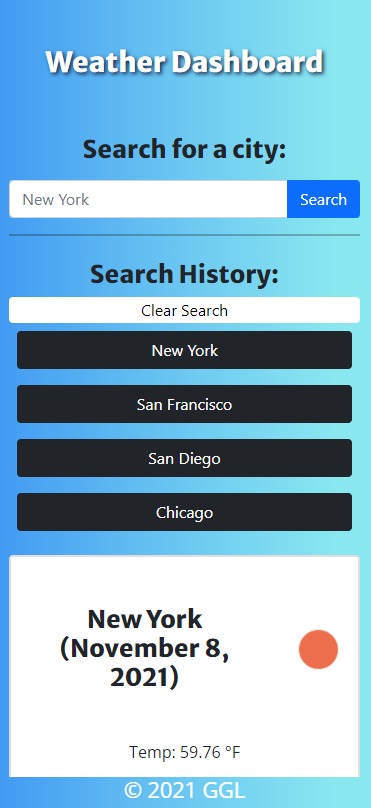 Weather Dashboard
Search for a city:
New York
Search
Search History:
Clear Search
New York
San Francisco
San Diego
Chicago
New York
(November 8,
2021)
Temp: 59.76 °F
© 2021 GGL